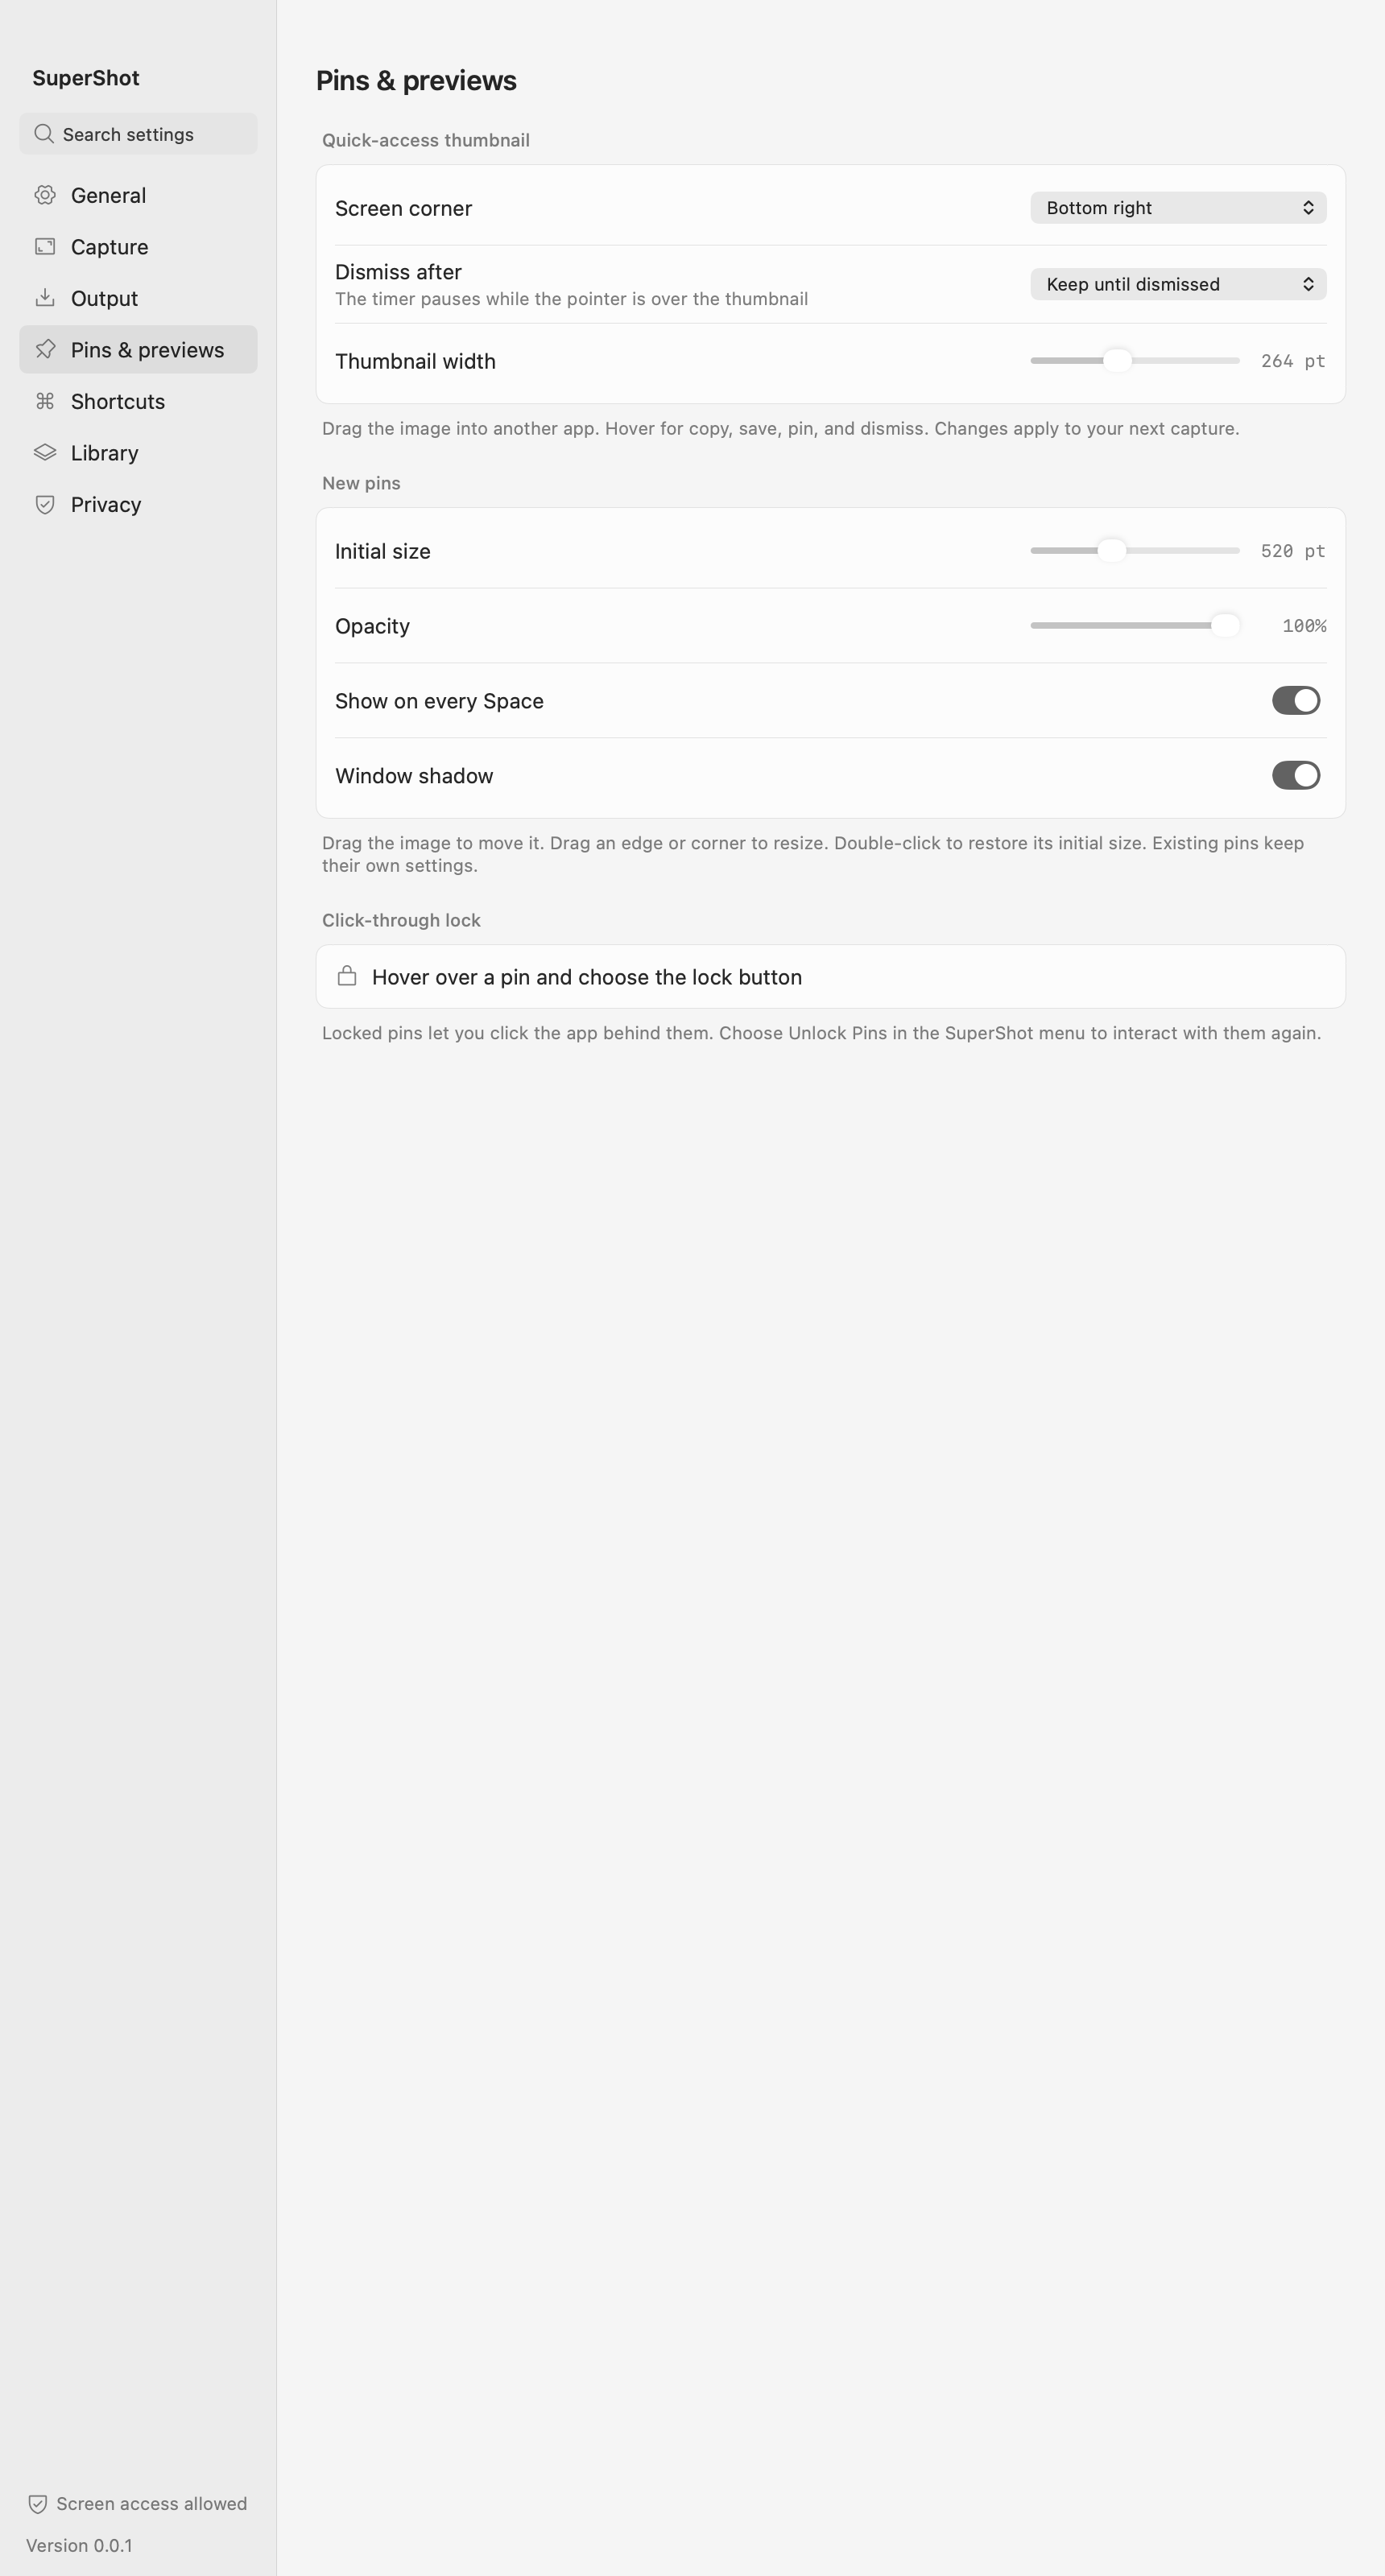 SuperShot
Search settings
General
Capture
Output
Pins & previews
Shortcuts
Library
Privacy
Screen access allowed
Version 0.0.1
Pins & previews
Quick-access thumbnail
Screen corner
Bottom right
Dismiss after
The timer pauses while the pointer is over the thumbnail
Keep until dismissed
Thumbnail width
264 pt
Drag the image into another app. Hover for copy, save, pin, and dismiss. Changes apply to your next capture.
New pins
Initial size
520 pt
Opacity
100%
Show on every Space
Window shadow
Drag the image to move it. Drag an edge or corner to resize. Double-click to restore its initial size. Existing pins keep
their own settings.
Click-through lock
Hover over a pin and choose the lock button
Locked pins let you click the app behind them. Choose Unlock Pins in the SuperShot menu to interact with them again.